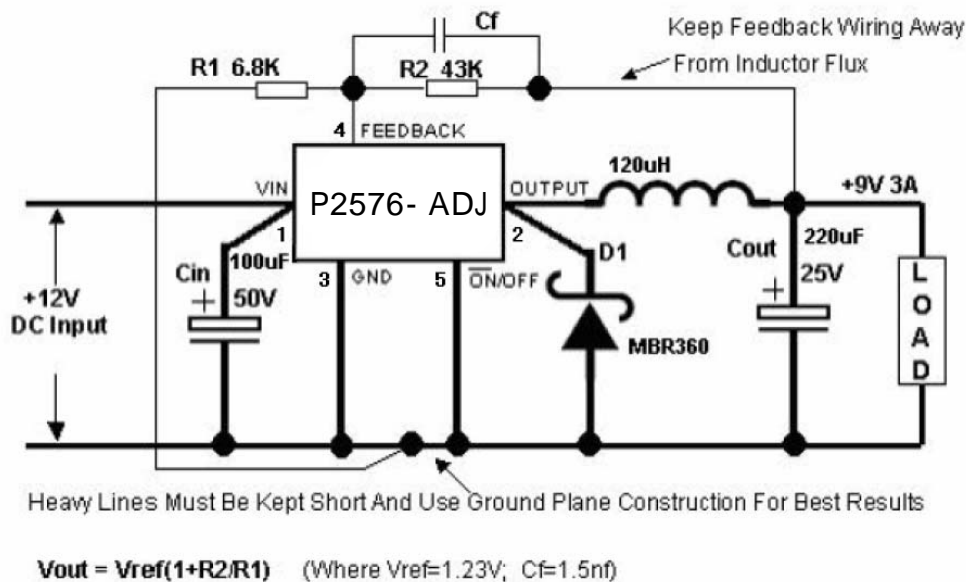 Cf
Keep Feedback Wiring Away
From Inductor Flux
R1 6.8K
R2 43K
4 FEEDBACK
120uH
VIN
P2576- ADJ
OUTPUT
+9V 3A
1
2
100uF
3 GND
5 ON/OFF
D1
Cout
220uF
Cin
+
50V
+
25V
+12V
DC Input
MBR360
LOAD
Heavy Lines Must Be Kept Short And Use Ground Plane Construction For Best Results
Vout = Vref(1+R2/R1) (Where Vref=1.23V; Cf=1.5nf)